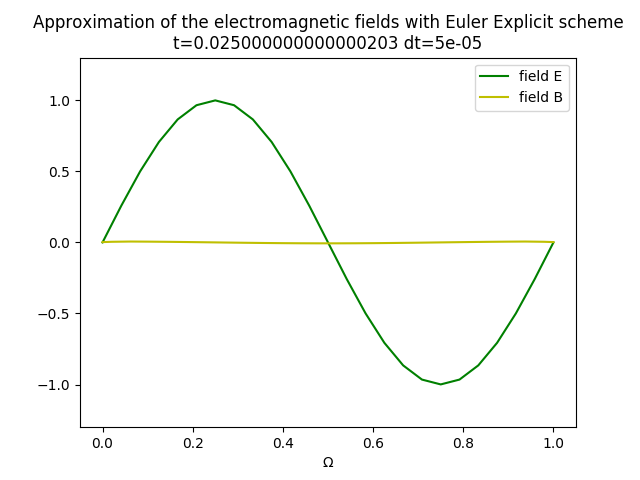 Approximation of the electromagnetic fields with Euler Explicit scheme
t=0.025000000000000203 dt=5e-05
field E
field B
1.0
0.5
0.0
−0.5
−1.0
0.0 0.2 0.4 0.6 0.8 1.0
Ω